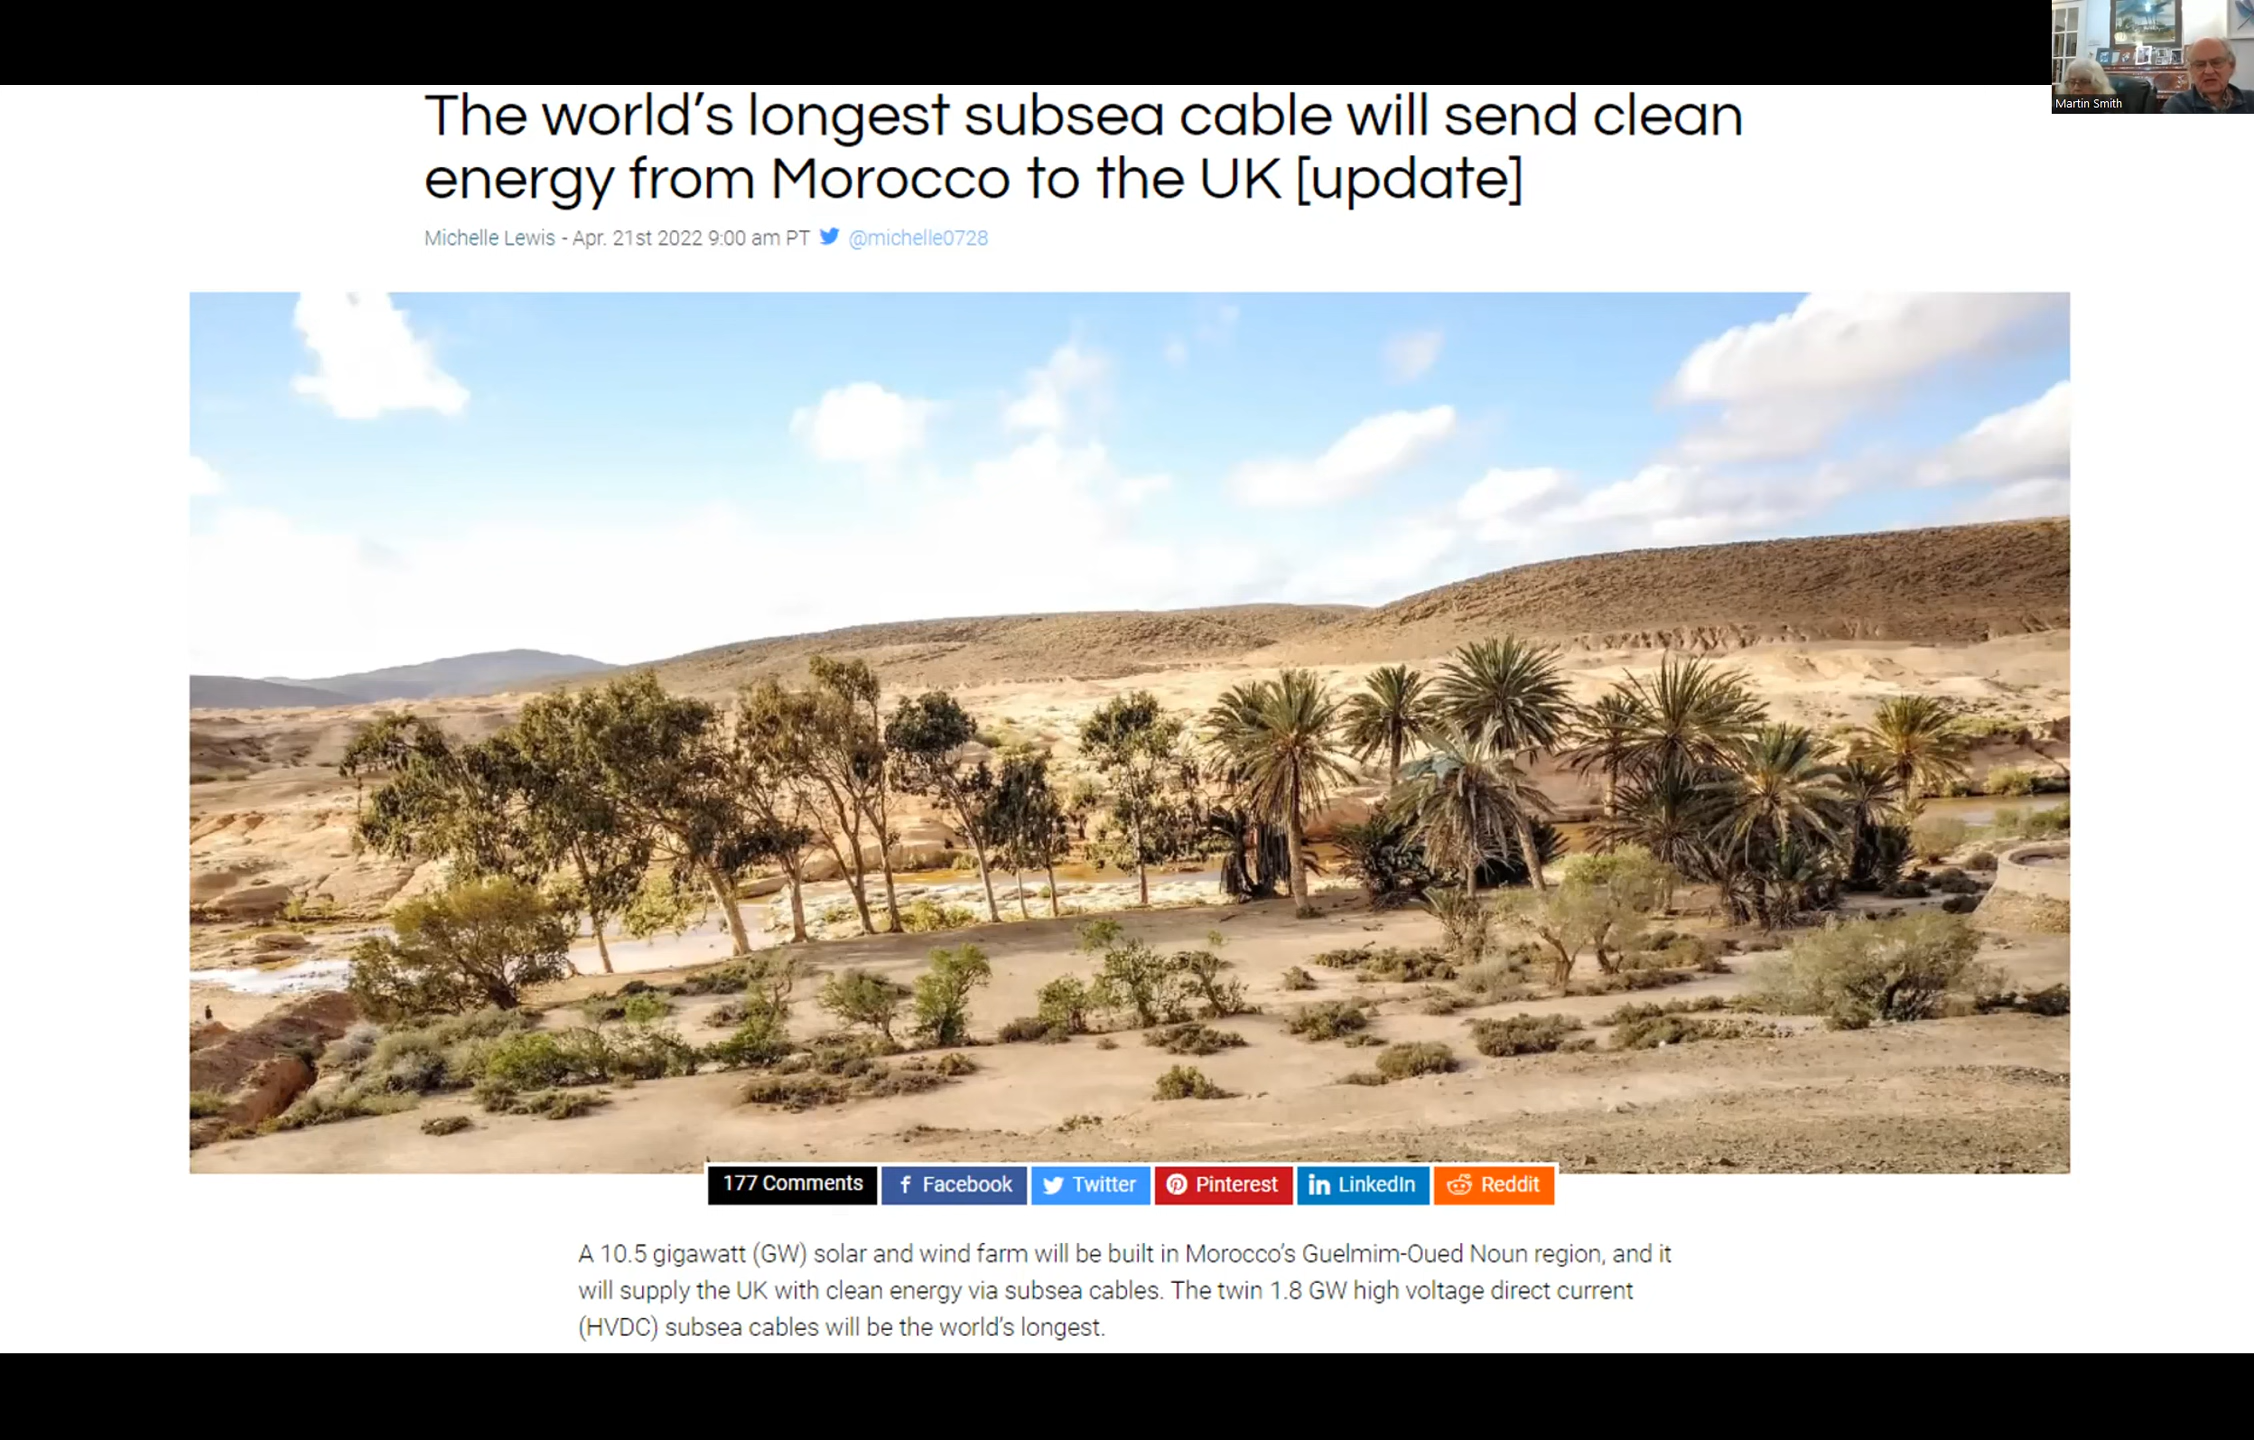 Martin Smith
The world's longest subsea cable will send clean
energy from Morocco to the UK [update]
Michelle Lewis - Apr. 21st 2022 9:00 am PT @michelle0728
177 Comments Facebook Twitter Pinterest LinkedIn Reddit
A 10.5 gigawatt (GW) solar and wind farm will be built in Morocco's Guelmim-Oued Noun region, and it
will supply the UK with clean energy via subsea cables. The twin 1.8 GW high voltage direct current
(HVDC) subsea cables will be the world's longest.